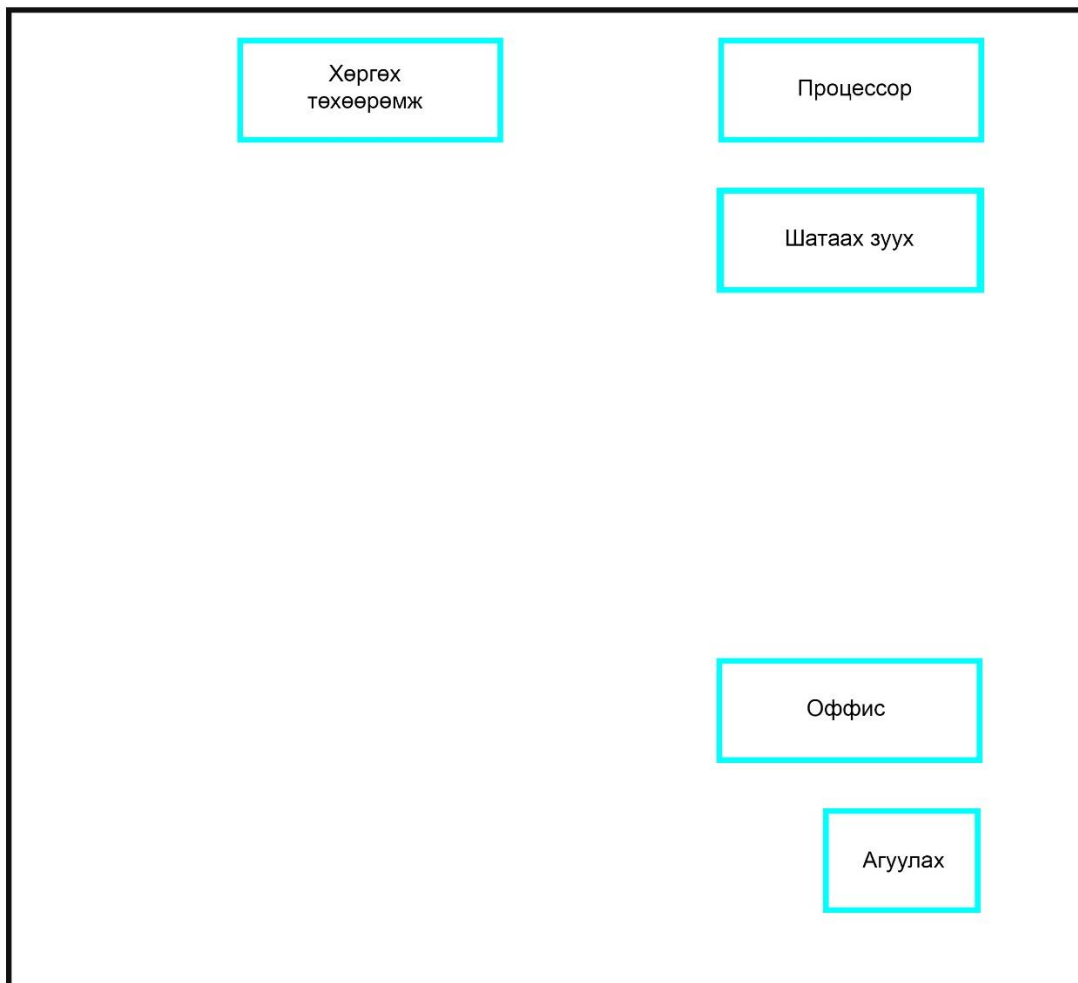 Хөргөх
төхөөрөмж
Процессор
Шатаах зуух
Оффис
Агуулах